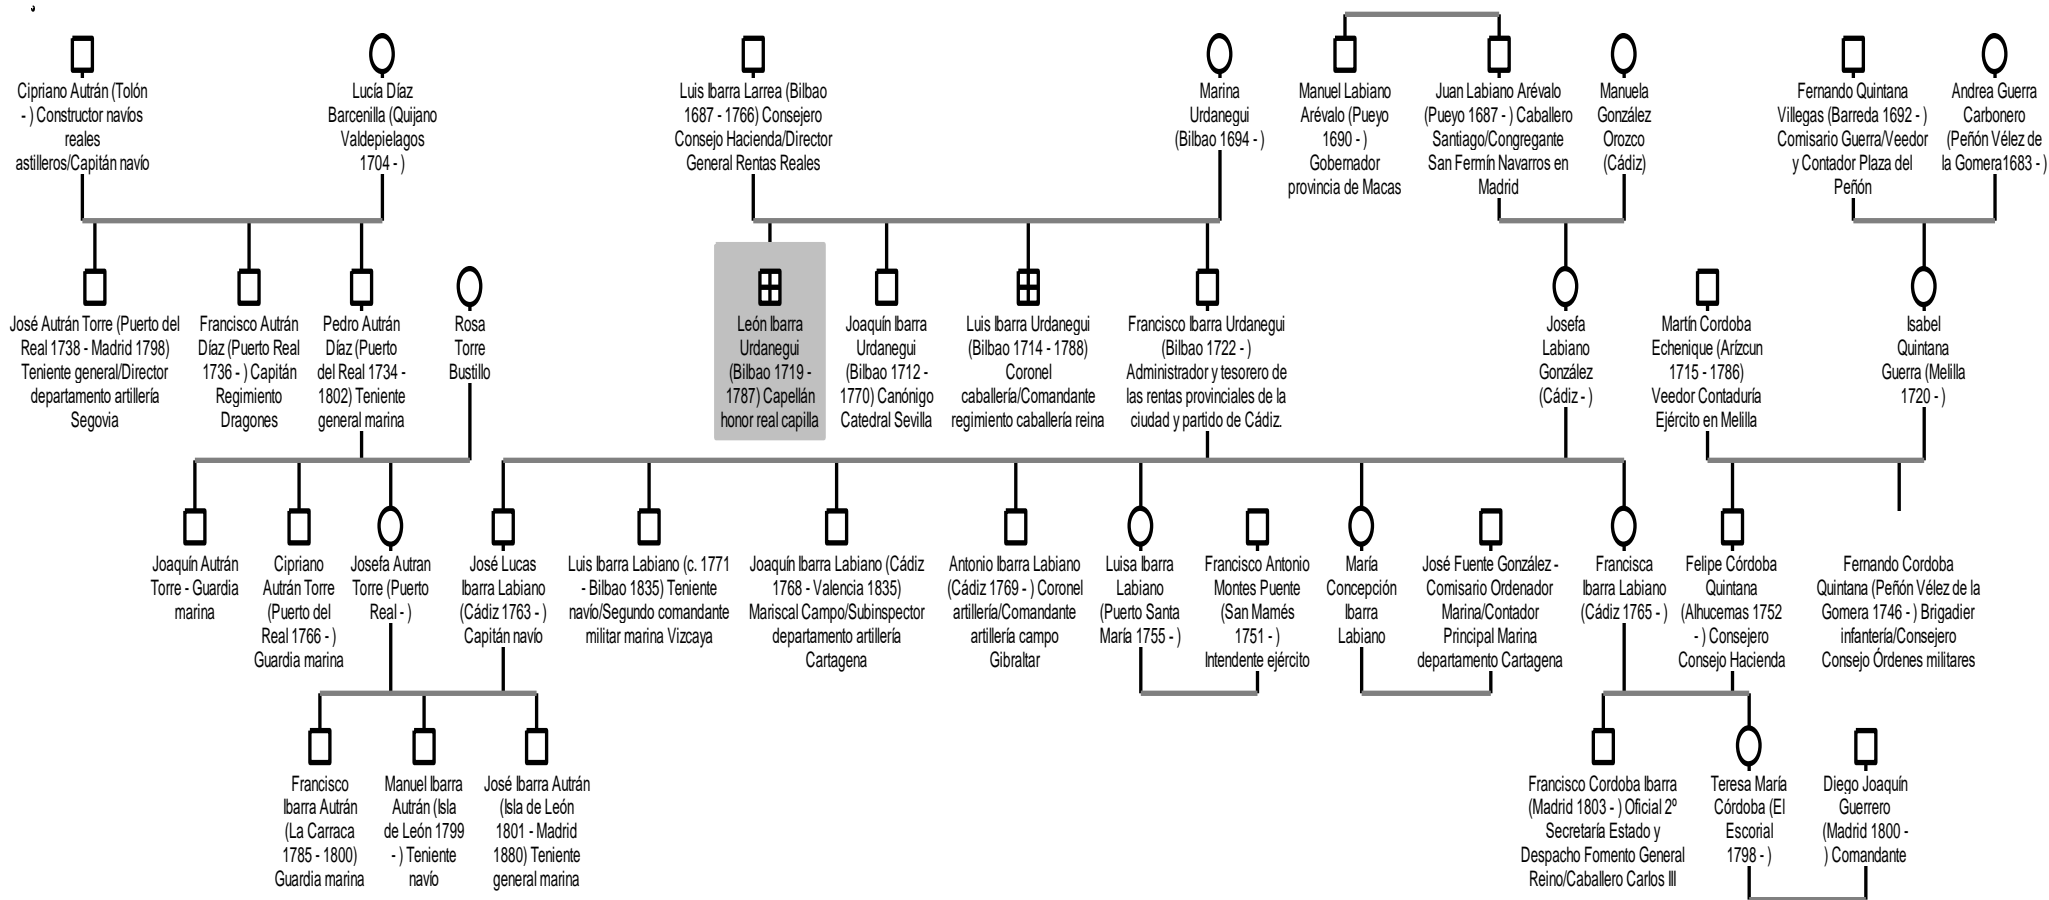 Cipriano Autrán (Tolón
- ) Constructor navíos
reales
astilleros/Capitán navío
Lucía Díaz
Barcenilla (Quijano
Valdepielagos
1704 - )
Luis Ibarra Larrea (Bilbao
1687 - 1766) Consejero
Consejo Hacienda/Director
General Rentas Reales
Marina
Urdanegui
(Bilbao 1694 - )
Manuel Labiano
Arévalo (Pueyo
1690 - )
Gobernador
provincia de Macas
Juan Labiano Arévalo
(Pueyo 1687 - ) Caballero
Santiago/Congregante
San Fermín Navarros en
Madrid
Manuela
González
Orozco
(Cádiz)
Fernando Quintana
Villegas (Barreda 1692 - )
Comisario Guerra/Veedor
y Contador Plaza del
Peñón
Andrea Guerra
Carbonero
(Peñón Vélez de
la Gomera1683 - )
José Autrán Torre (Puerto del
Real 1738 - Madrid 1798)
Teniente general/Director
departamento artillería
Segovia
Francisco Autrán
Díaz (Puerto Real
1736 - ) Capitán
Regimiento
Dragones
Pedro Autrán
Díaz (Puerto
del Real 1734 -
1802) Teniente
general marina
Rosa
Torre
Bustillo
León Ibarra
Urdanegui
(Bilbao 1719 -
1787) Capellán
honor real capilla
Joaquín Ibarra
Urdanegui
(Bilbao 1712 -
1770) Canónigo
Catedral Sevilla
Luis Ibarra Urdanegui
(Bilbao 1714 - 1788)
Coronel
caballería/Comandante
regimiento caballería reina
Francisco Ibarra Urdanegui
(Bilbao 1722 - )
Administrador y tesorero de
las rentas provinciales de la
ciudad y partido de Cádiz.
Josefa
Labiano
González
(Cádiz - )
Martín Cordoba
Echenique (Arízcun
1715 - 1786)
Veedor Contaduría
Ejército en Melilla
Isabel
Quintana
Guerra (Melilla
1720 - )
Joaquín Autrán
Torre - Guardia
marina
Cipriano
Autrán Torre
(Puerto del
Real 1766 - )
Guardia marina
Josefa Autran
Torre (Puerto
Real - )
José Lucas
Ibarra Labiano
(Cádiz 1763 - )
Capitán navío
Luis Ibarra Labiano (c. 1771
- Bilbao 1835) Teniente
navío/Segundo comandante
militar marina Vizcaya
Joaquín Ibarra Labiano (Cádiz
1768 - Valencia 1835)
Mariscal Campo/Subinspector
departamento artillería
Cartagena
Antonio Ibarra Labiano
(Cádiz 1769 - ) Coronel
artillería/Comandante
artillería campo
Gibraltar
Luisa Ibarra
Labiano
(Puerto Santa
María 1755 - )
Francisco Antonio
Montes Puente
(San Mamés
1751 - )
Intendente ejército
María
Concepción
Ibarra
Labiano
José Fuente González -
Comisario Ordenador
Marina/Contador
Principal Marina
departamento Cartagena
Francisca
Ibarra Labiano
(Cádiz 1765 - )
Felipe Córdoba
Quintana
(Alhucemas 1752
- ) Consejero
Consejo Hacienda
Fernando Cordoba
Quintana (Peñón Vélez de la
Gomera 1746 - ) Brigadier
infantería/Consejero
Consejo Órdenes militares
Francisco
Ibarra Autrán
(La Carraca
1785 - 1800)
Guardia marina
Manuel Ibarra
Autrán (Isla
de León 1799
- ) Teniente
navío
José Ibarra Autrán
(Isla de León
1801 - Madrid
1880) Teniente
general marina
Francisco Cordoba Ibarra
(Madrid 1803 - ) Oficial 2º
Secretaría Estado y
Despacho Fomento General
Reino/Caballero Carlos III
Teresa María
Córdoba (El
Escorial
1798 - )
Diego Joaquín
Guerrero
(Madrid 1800 -
) Comandante